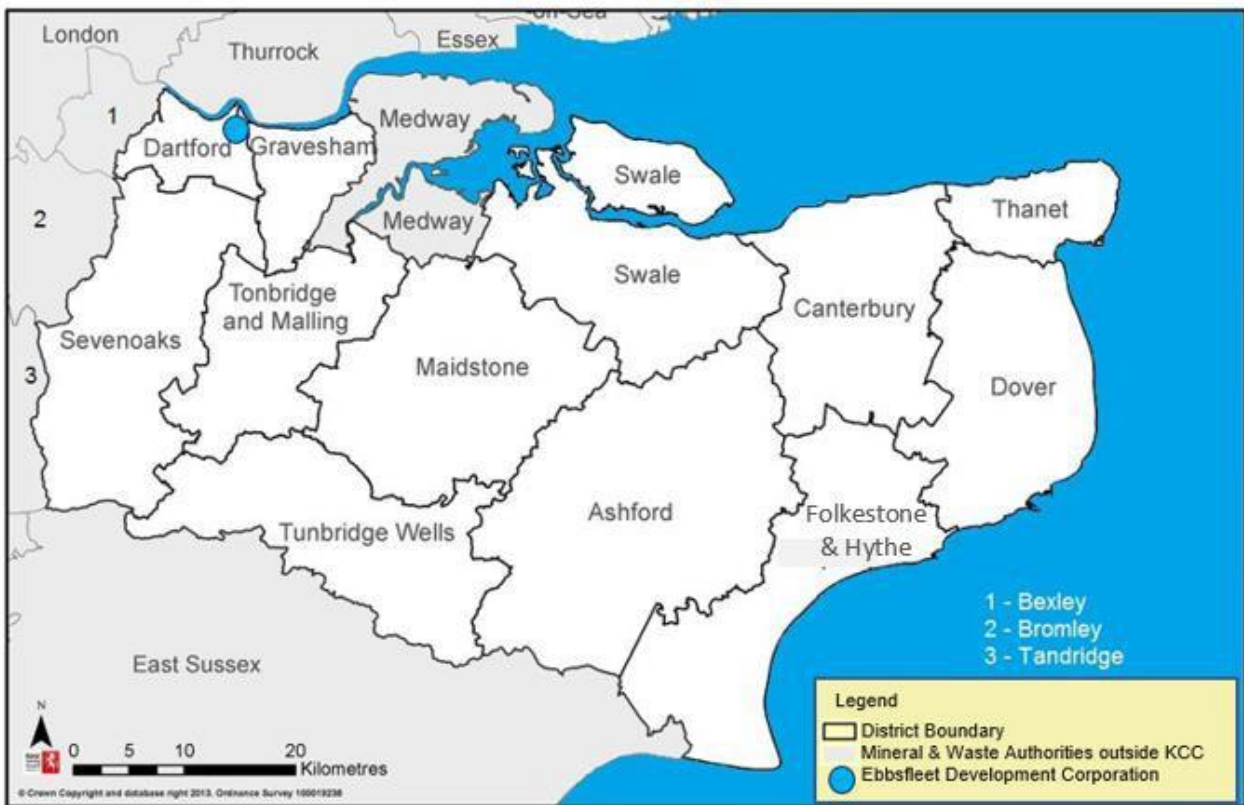 -on-Sea
London
Thurrock
Essex
1
Medway
Dartford
Gravesham
Swale
Thanet
2
Medway
Swale
Canterbury
Tonbridge
and Malling
Sevenoaks
Maidstone
3
Dover
Ashford
Folkestone
& Hythe
Tunbridge Wells
1 - Bexley
2 - Bromley
3 - Tandridge
East Sussex
Legend
District Boundary
Mineral & Waste Authorities outside KCC
Ebbsfleet Development Corporation
N
0 5 10 20
Kilometres
© Crown Copyright and database right 2013. Ordnance Survey 100019238